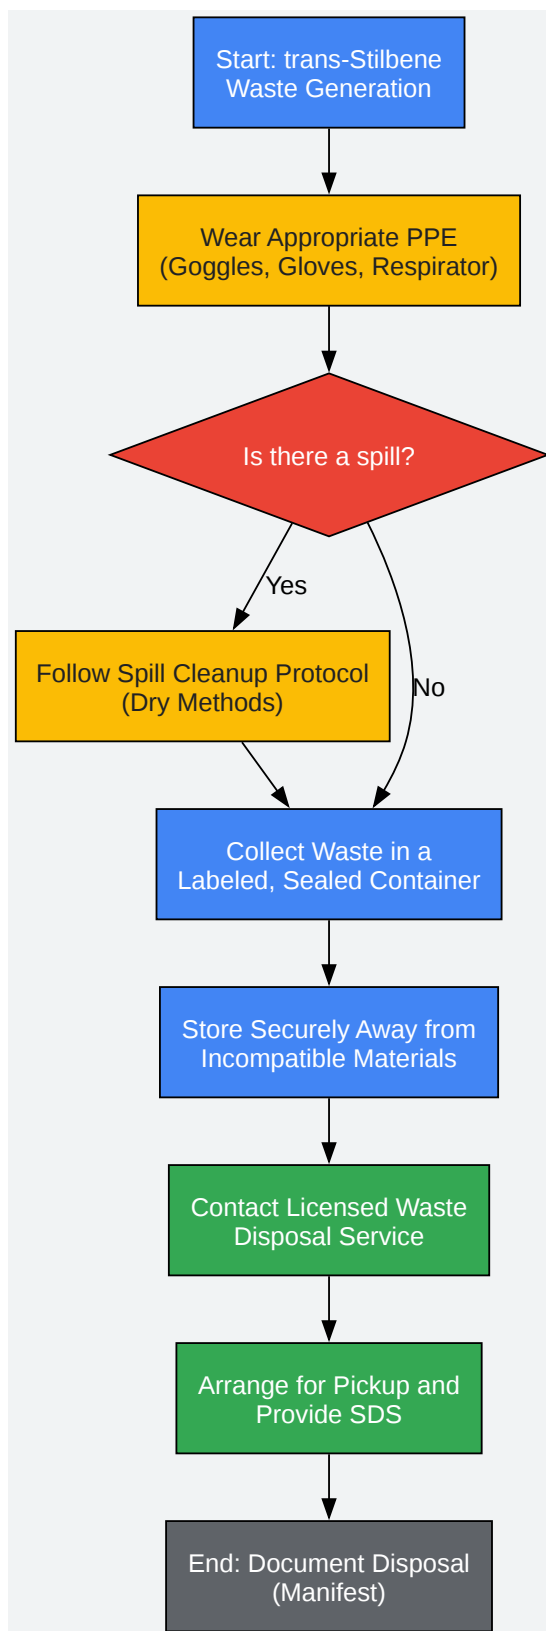 Start: trans-Stilbene
Waste Generation
Wear Appropriate PPE
(Goggles, Gloves, Respirator)
Is there a spill?
Yes
Follow Spill Cleanup Protocol
(Dry Methods)
No
Collect Waste in a
Labeled, Sealed Container
Store Securely Away from
Incompatible Materials
Contact Licensed Waste
Disposal Service
Arrange for Pickup and
Provide SDS
End: Document Disposal
(Manifest)